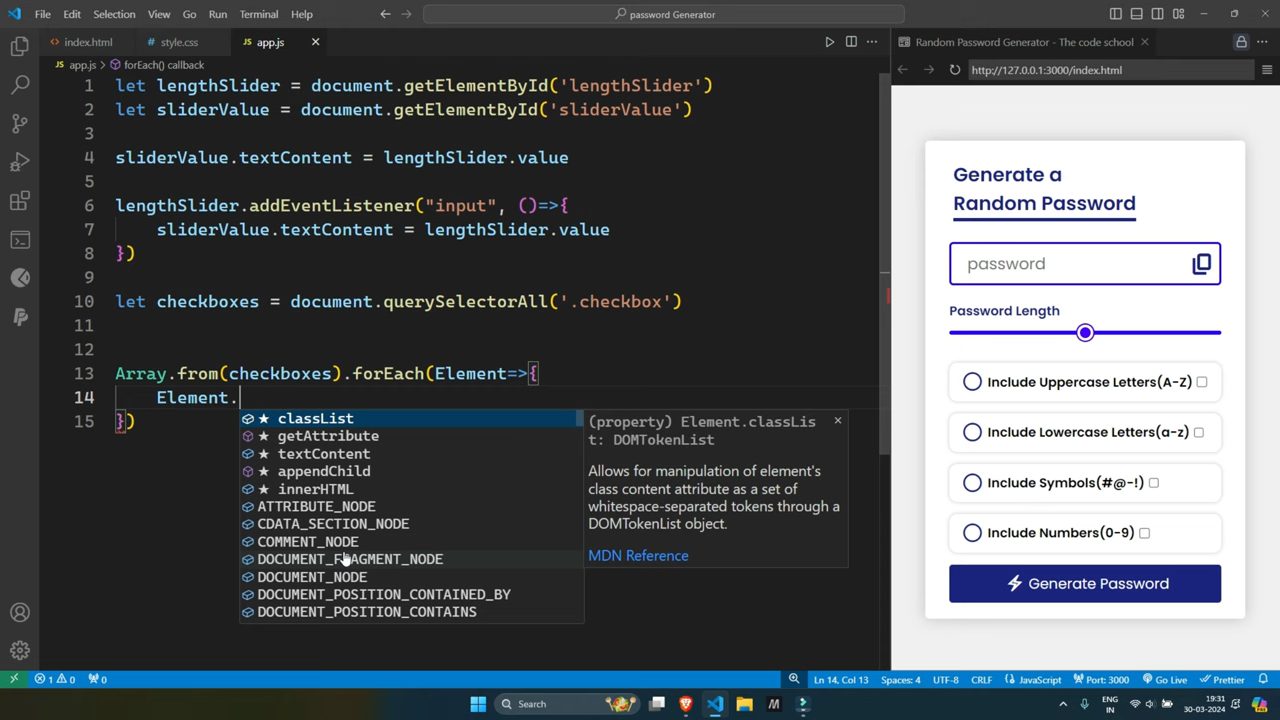 File Edit Selection View Go Run Terminal Help
password Generator
index.html style.css JS app.js
JS app.js > forEach() callback
1 let lengthSlider = document.getElementById('lengthSlider')
2 let sliderValue = document.getElementById('sliderValue')
3
4 sliderValue.textContent = lengthSlider.value
5
6 lengthSlider.addEventListener("input", ()=>{
7 sliderValue.textContent = lengthSlider.value
8 })
9
10 let checkboxes = document.querySelectorAll('.checkbox')
11
12
13 Array.from(checkboxes).forEach(Element=>{
14 Element.
15 })
★ classList
★ getAttribute
★ textContent
★ appendChild
★ innerHTML
ATTRIBUTE_NODE
CDATA_SECTION_NODE
COMMENT_NODE
DOCUMENT_FRAGMENT_NODE
DOCUMENT_NODE
DOCUMENT_POSITION_CONTAINED_BY
DOCUMENT_POSITION_CONTAINS
(property) Element.classLis
t: DOMTokenList
Allows for manipulation of element's
class content attribute as a set of
whitespace-separated tokens through a
DOMTokenList object.
MDN Reference
Random Password Generator - The code school
http://127.0.0.1:3000/index.html
Generate a
Random Password
password
Password Length
Include Uppercase Letters(A-Z)
Include Lowercase Letters(a-z)
Include Symbols(#@-!)
Include Numbers(0-9)
Generate Password
1 0 0 Ln 14, Col 13 Spaces: 4 UTF-8 CRLF JavaScript Port: 3000 Go Live Prettier
Search
ENG
IN
19:31
30-03-2024